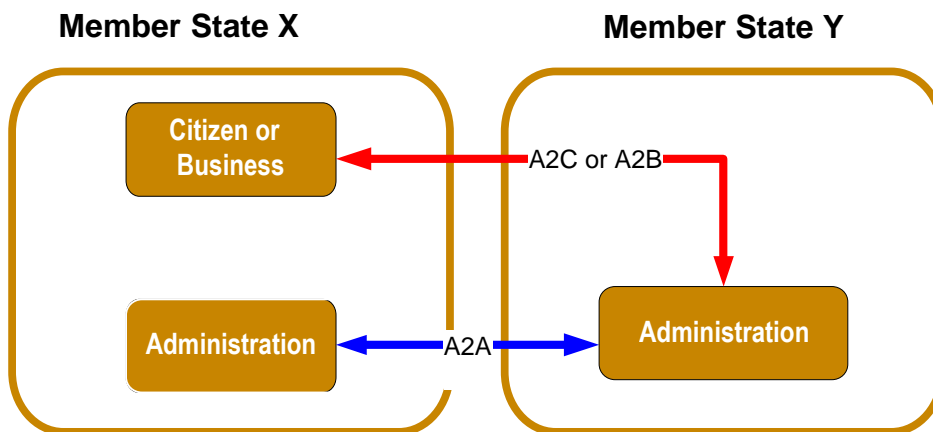 Member State X
Member State Y
Citizen or
Business
A2C or A2B
Administration
A2A
Administration